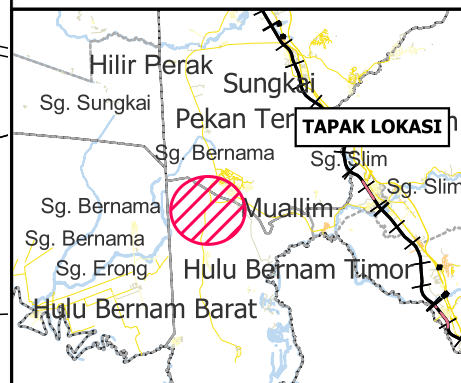 Hilir Perak
Sungkai
Sg. Sungkai
Pekan Ter
TAPAK LOKASI
Sg. Bernama
Sg. Slim
Sg. Slim
Sg. Bernama
Muallim
Sg. Bernama
Sg. Erong
Hulu Bernam Timor
Hulu Bernam Barat